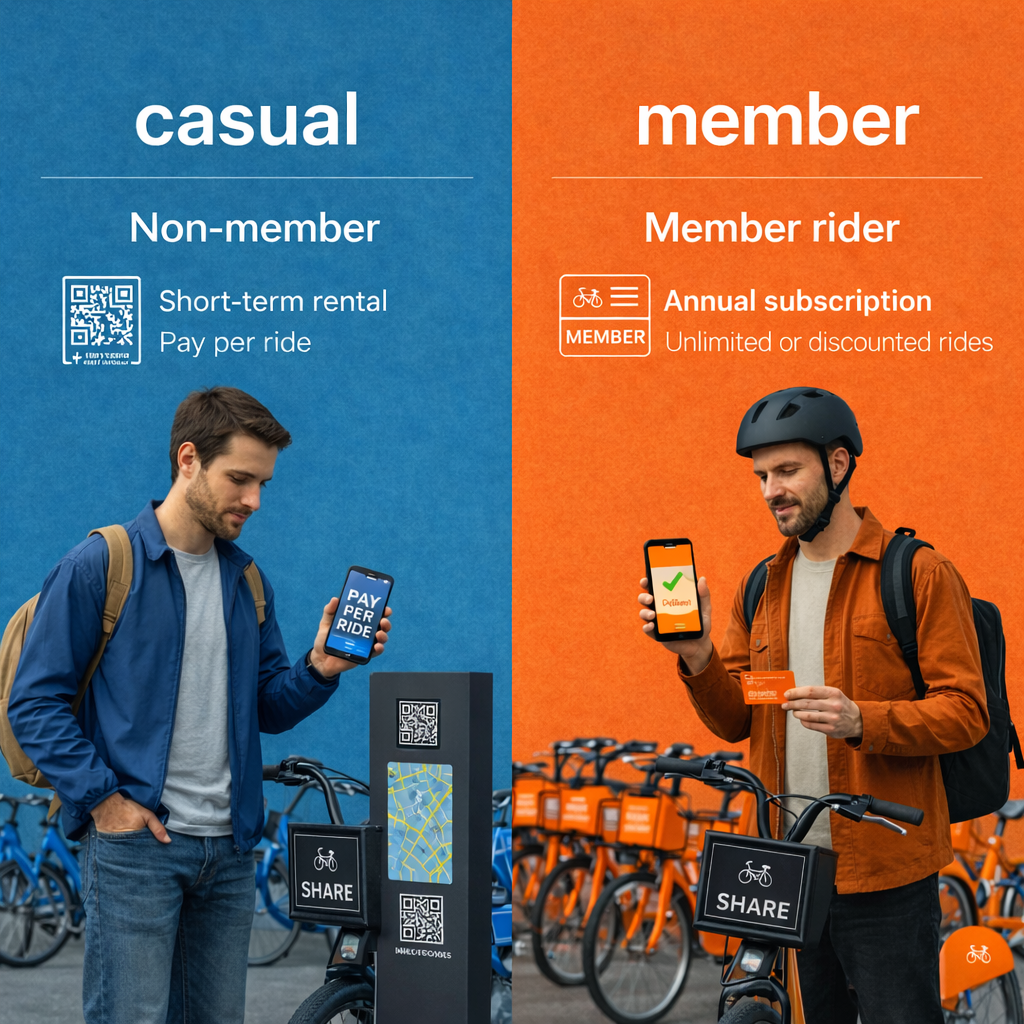 casual
Non-member
Short-term rental
Pay per ride
PAY
PER
RIDE
SHARE
member
Member rider
MEMBER
Annual subscription
Unlimited or discounted rides
SHARE